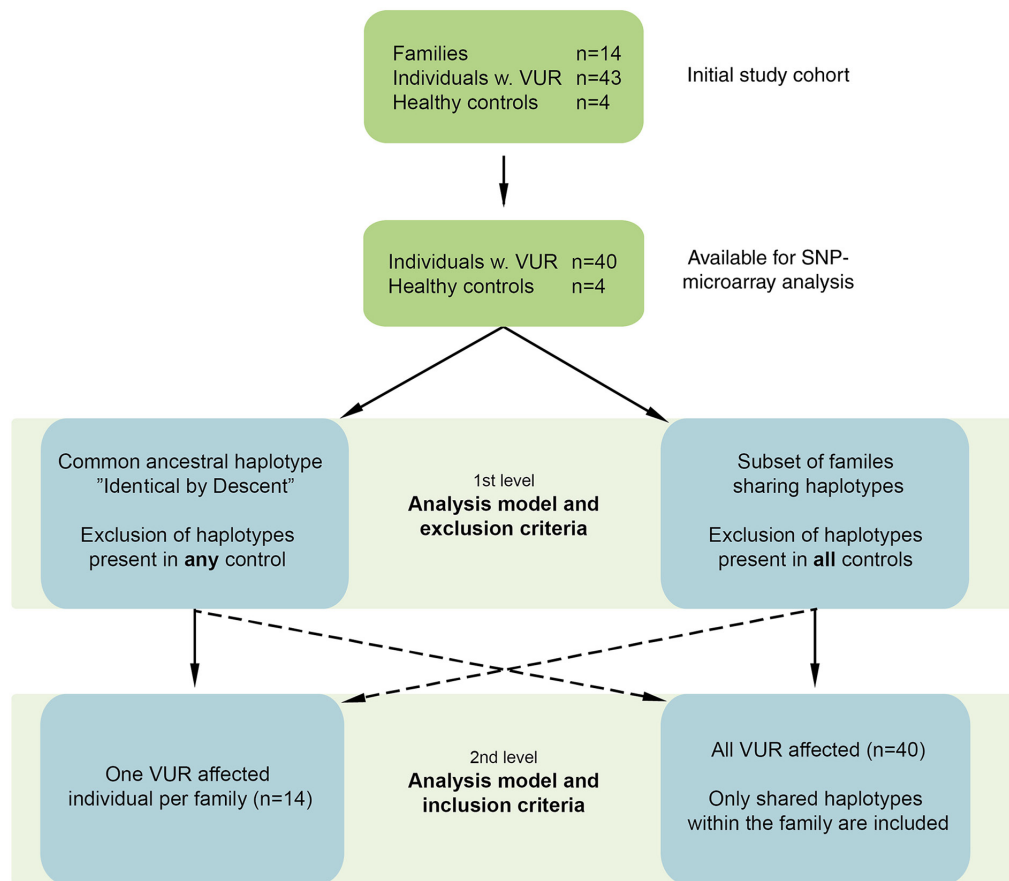 Families n=14
Individuals w. VUR n=43
Healthy controls n=4
Initial study cohort
Individuals w. VUR n=40
Healthy controls n=4
Available for SNP-
microarray analysis
Common ancestral haplotype
”Identical by Descent”
Exclusion of haplotypes
present in any control
1st level
Analysis model and
exclusion criteria
Subset of familes
sharing haplotypes
Exclusion of haplotypes
present in all controls
One VUR affected
individual per family (n=14)
2nd level
Analysis model and
inclusion criteria
All VUR affected (n=40)
Only shared haplotypes
within the family are included